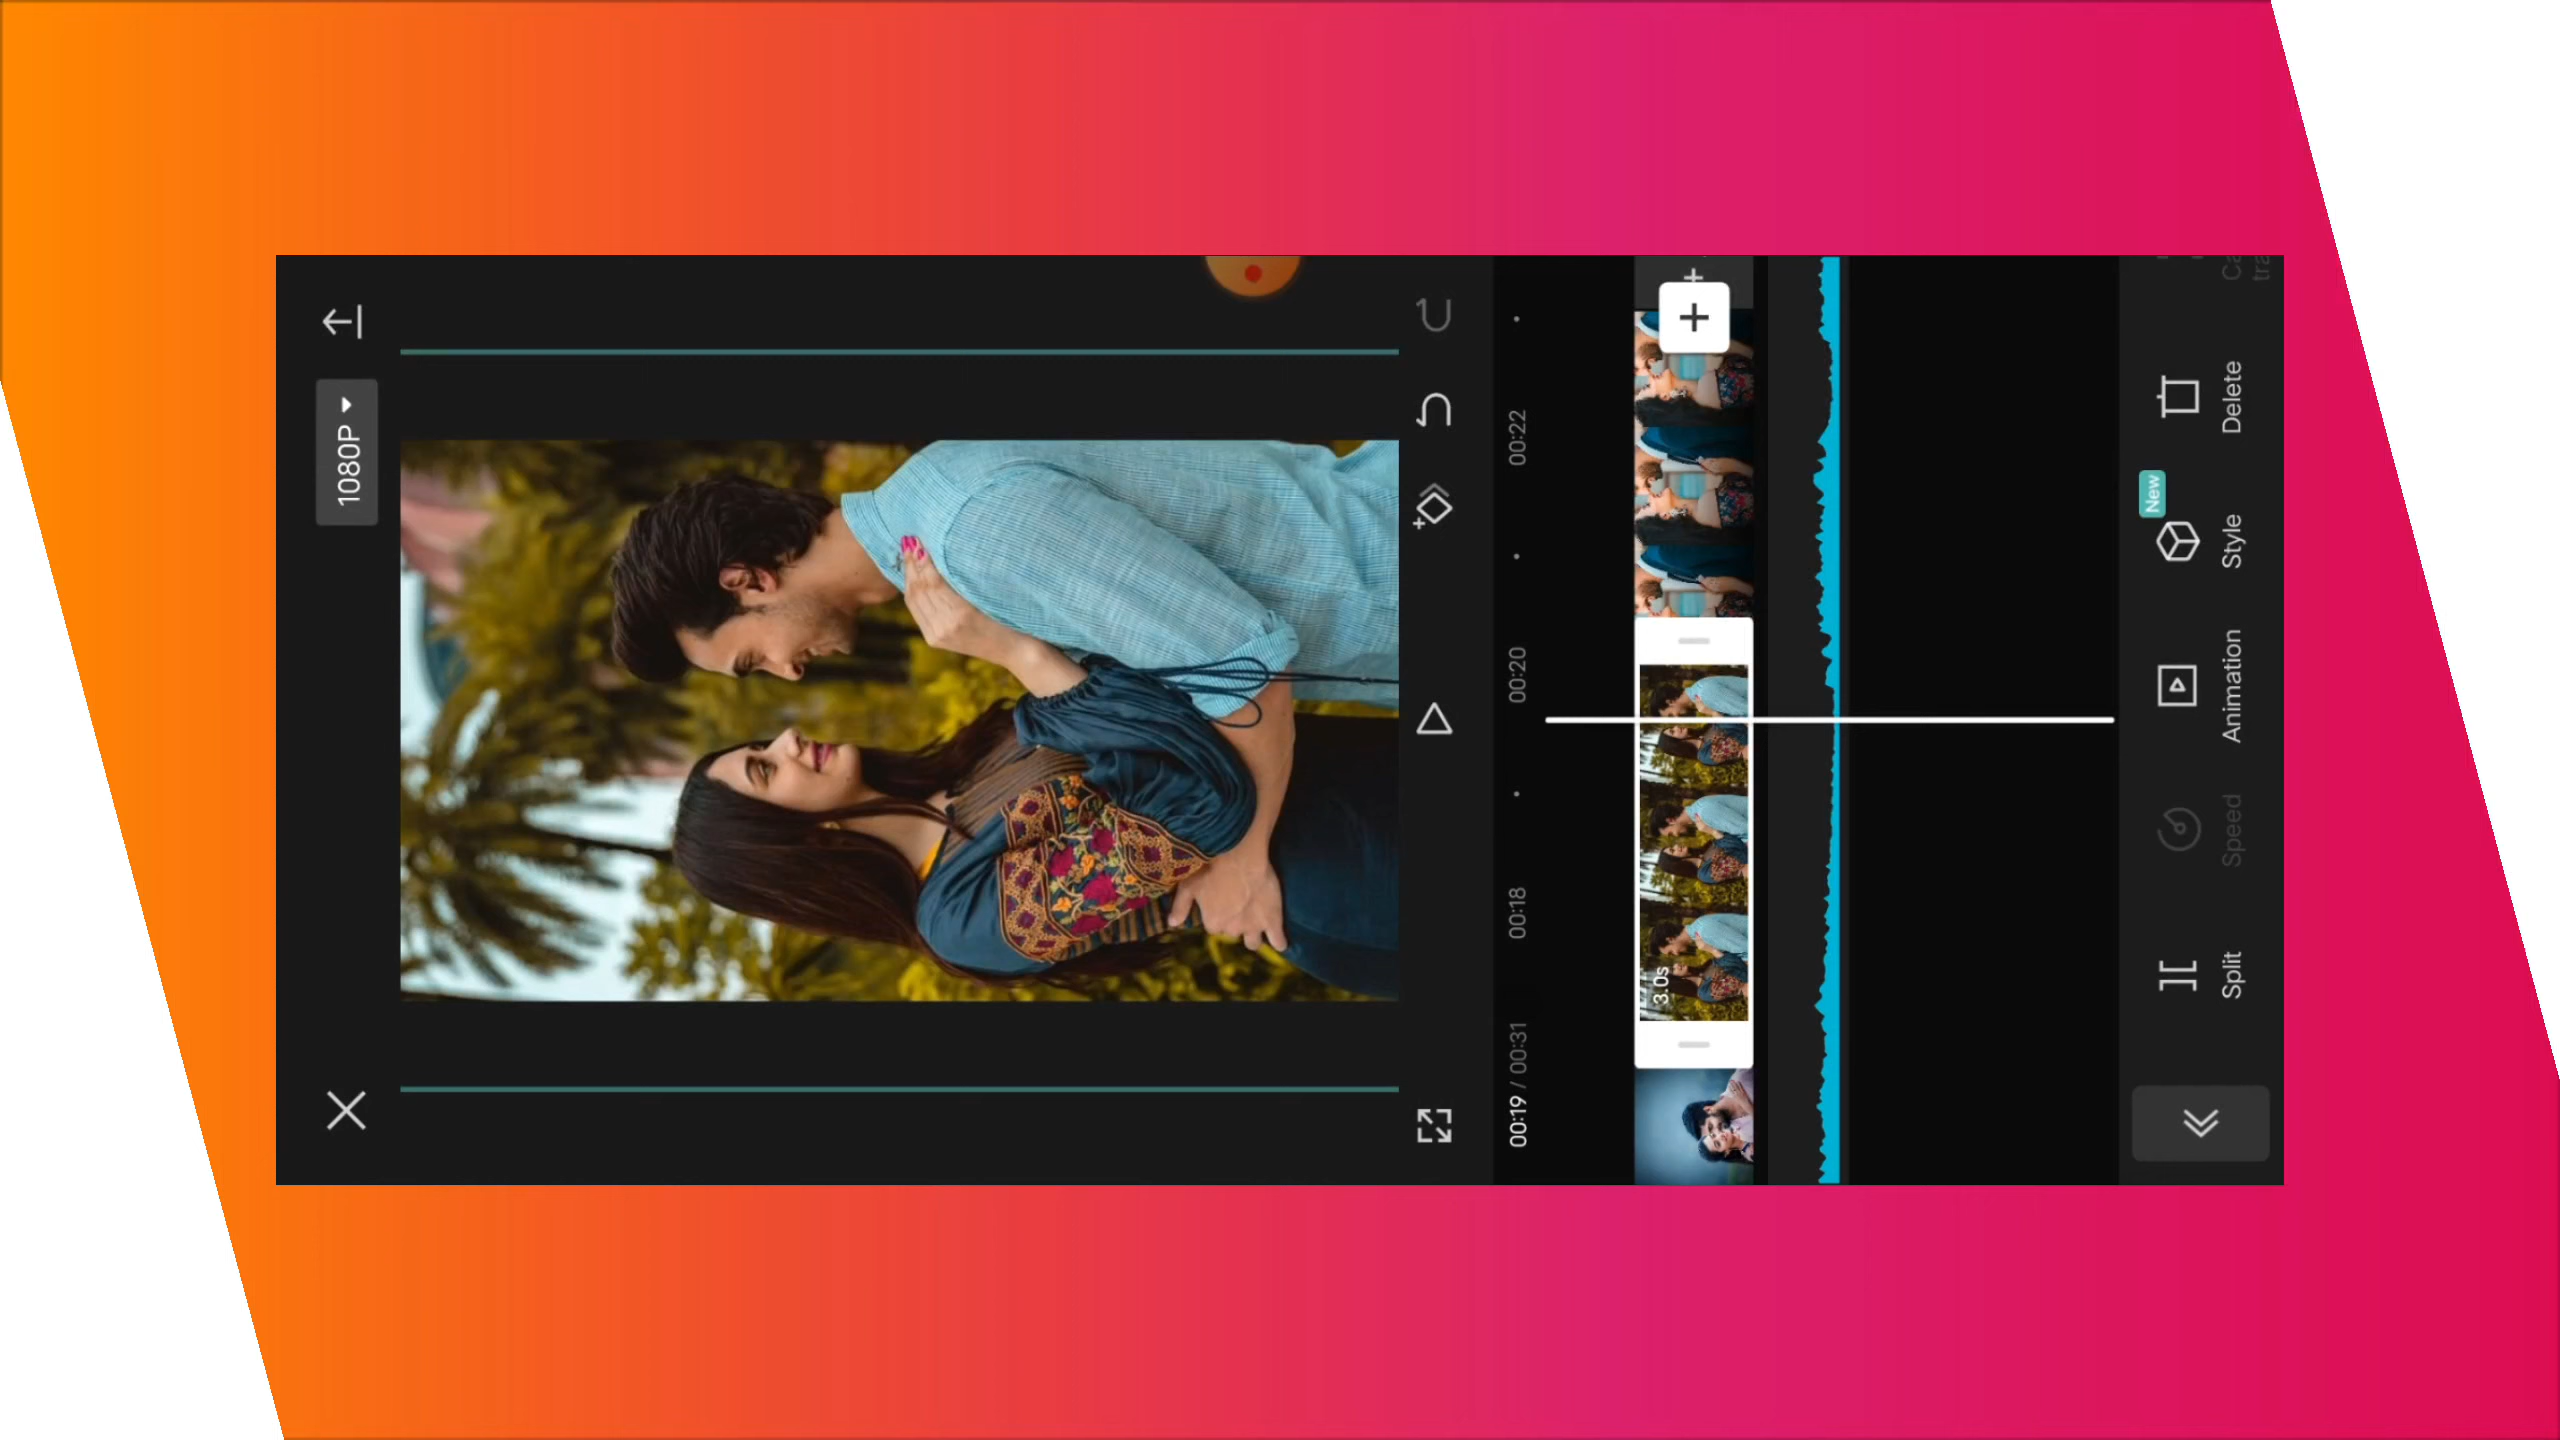 1080P
00:19 / 00:31
00:18
00:20
00:22
3.0s
Split
Speed
Animation
Style
New
Delete